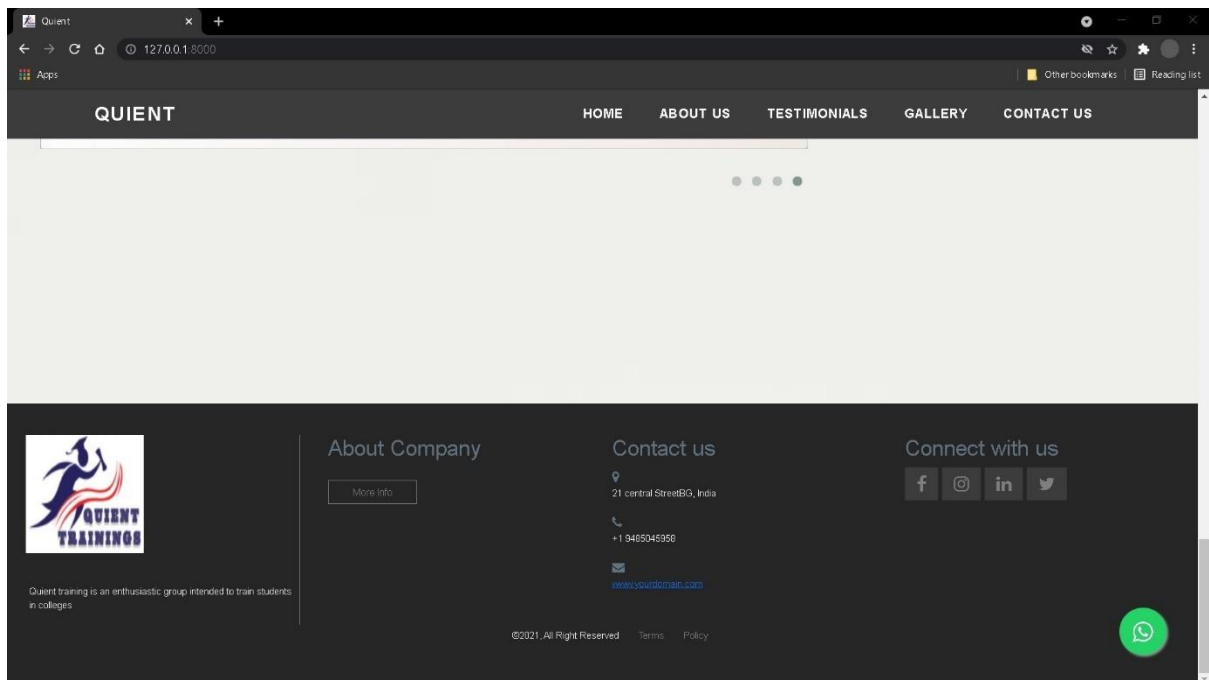 Quient
127.0.0.1:8000
Apps
Other bookmarks
Reading list
QUIENT
HOME ABOUT US TESTIMONIALS GALLERY CONTACT US
QUIENT
TRAININGS
Quient training is an enthusiastic group intended to train students
in colleges
About Company
More Info
Contact us
21 central StreetBG, India
+1 9485045958
www.yourdomain.com
Connect with us
©2021, All Right Reserved Terms Policy